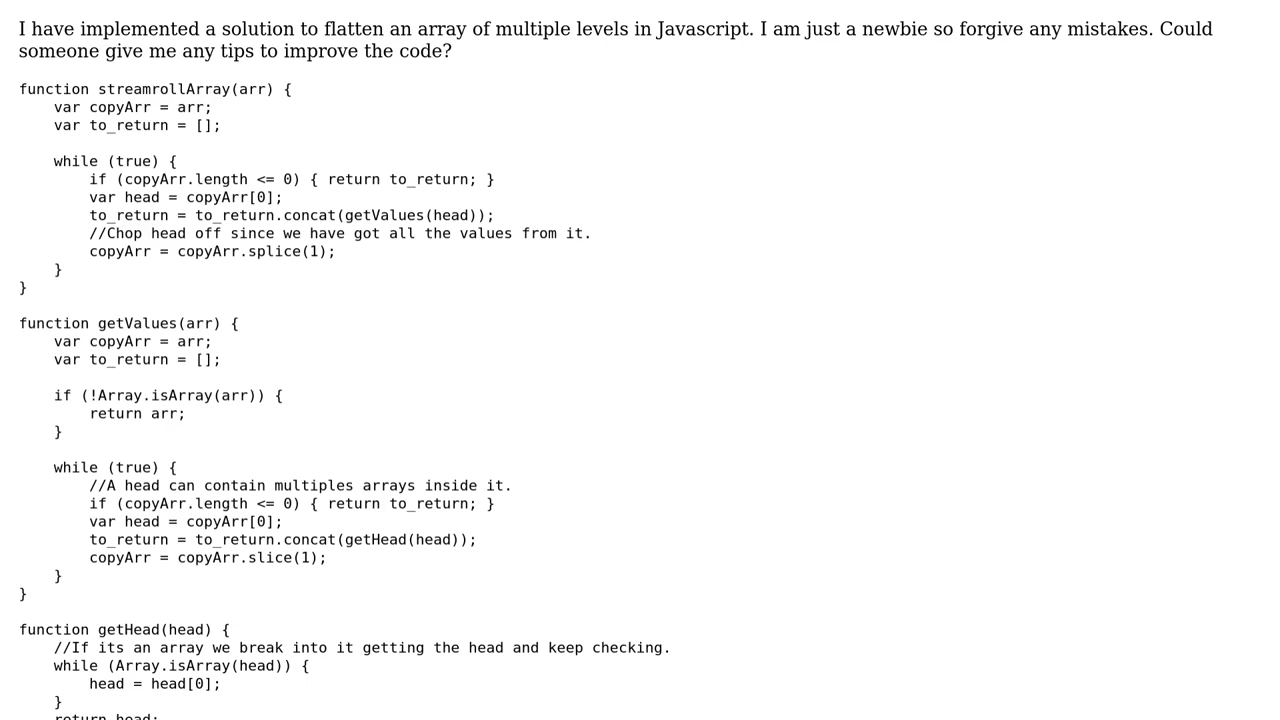 I have implemented a solution to flatten an array of multiple levels in Javascript. I am just a newbie so forgive any mistakes. Could
someone give me any tips to improve the code?
function streamrollArray(arr) {
    var copyArr = arr;
    var to_return = [];
    while (true) {
        if (copyArr.length <= 0) { return to_return; }
        var head = copyArr[0];
        to_return = to_return.concat(getValues(head));
        //Chop head off since we have got all the values from it.
        copyArr = copyArr.splice(1);
    }
}
function getValues(arr) {
    var copyArr = arr;
    var to_return = [];
    if (!Array.isArray(arr)) {
        return arr;
    }
    while (true) {
        //A head can contain multiples arrays inside it.
        if (copyArr.length <= 0) { return to_return; }
        var head = copyArr[0];
        to_return = to_return.concat(getHead(head));
        copyArr = copyArr.slice(1);
    }
}
function getHead(head) {
    //If its an array we break into it getting the head and keep checking.
    while (Array.isArray(head)) {
        head = head[0];
    }
    return head;